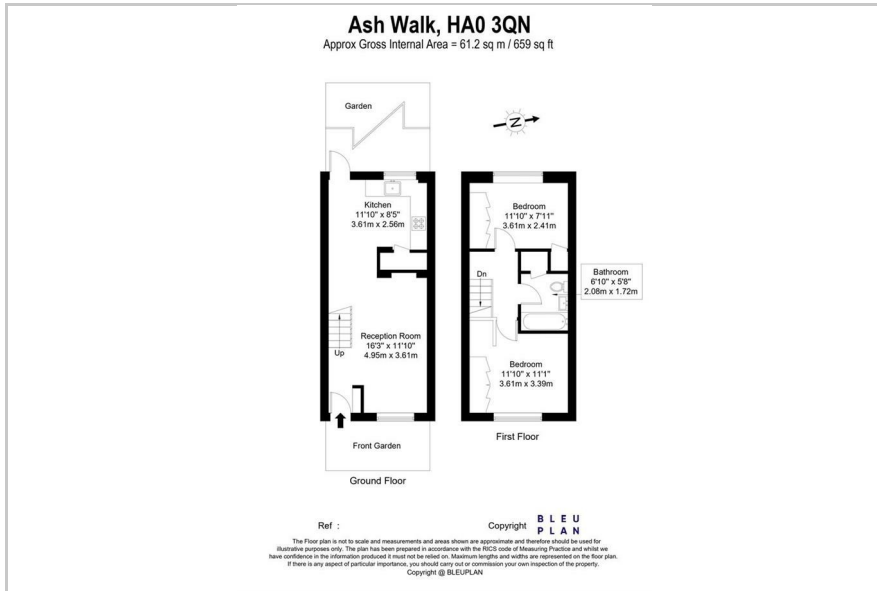 Ash Walk, HA0 3QN
Approx Gross Internal Area = 61.2 sq m / 659 sq ft
Garden
N
Kitchen
11'10" x 8'5"
3.61m x 2.56m
Reception Room
16'3" x 11'10"
4.95m x 3.61m
Up
Front Garden
Ground Floor
Bedroom
11'10" x 7'11"
3.61m x 2.41m
Dn
Bathroom
6'10" x 5'8"
2.08m x 1.72m
Bedroom
11'10" x 11'1"
3.61m x 3.39m
First Floor
Ref :
Copyright
BLEU
PLAN
The Floor plan is not to scale and measurements and areas shown are approximate and therefore should be used for
illustrative purposes only. The plan has been prepared in accordance with the RICS code of Measuring Practice and whilst we
have confidence in the information produced it must not be relied on. Maximum lengths and widths are represented on the floor plan.
If there is any aspect of particular importance, you should carry out or commission your own inspection of the property.
Copyright @ BLEUPLAN